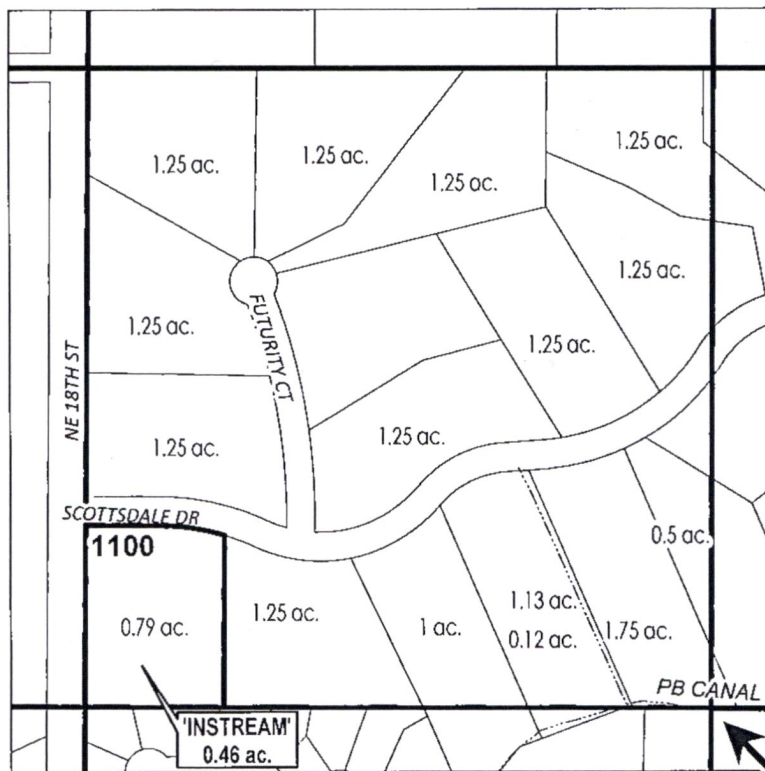 1.25 ac.
1.25 ac.
1.25 ac.
1.25 ac.
1.25 ac.
1.25 ac.
FUTURITY CT
1.25 ac.
NE 18TH ST
1.25 ac.
1.25 ac.
SCOTTSDALE DR
1100
0.79 ac.
1.25 ac.
1 ac.
1.13 ac.
0.12 ac.
1.75 ac.
0.5 ac.
PB CANAL
'INSTREAM'
0.46 ac.